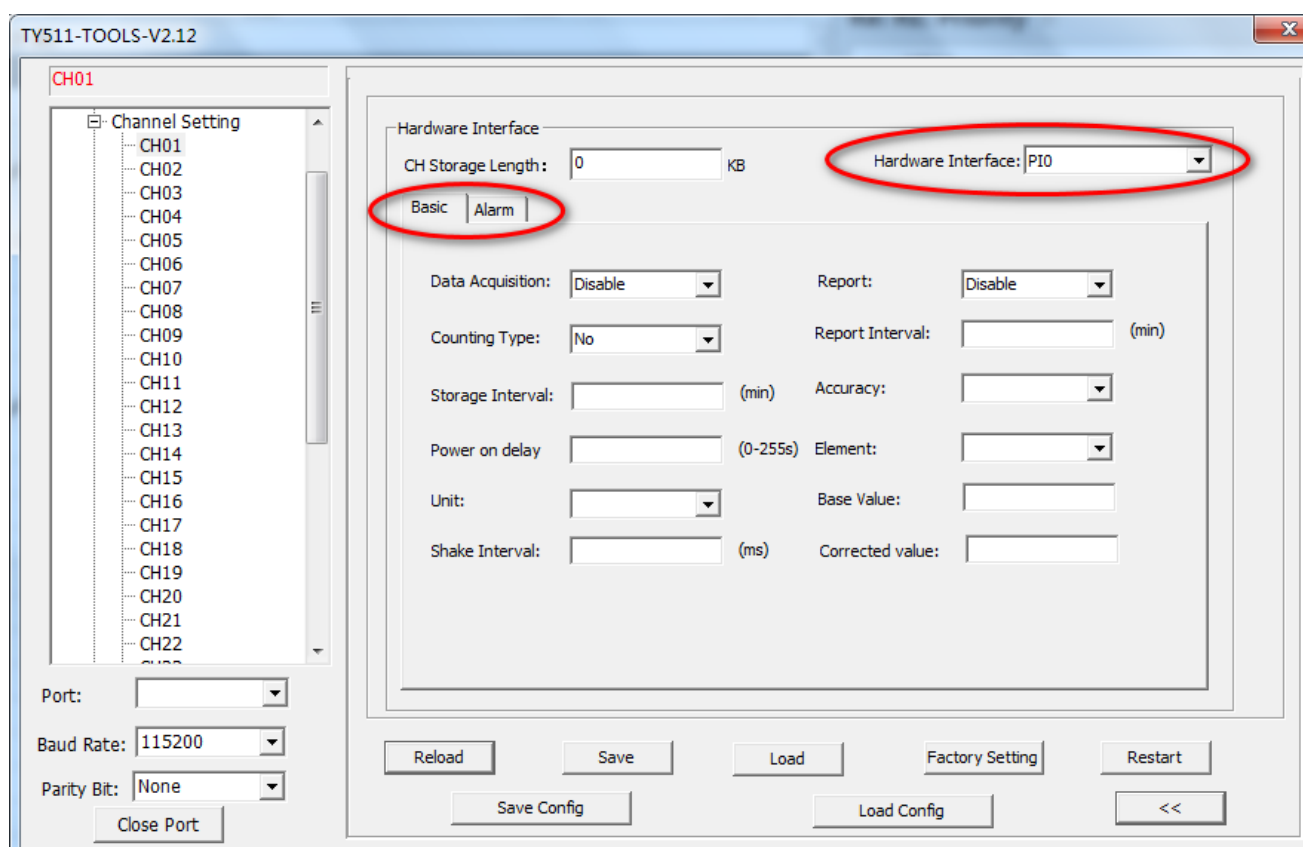 TY511-TOOLS-V2.12
CH01
Channel Setting
CH01
CH02
CH03
CH04
CH05
CH06
CH07
CH08
CH09
CH10
CH11
CH12
CH13
CH14
CH15
CH16
CH17
CH18
CH19
CH20
CH21
CH22
Port:
Baud Rate: 115200
Parity Bit: None
Close Port
Hardware Interface
CH Storage Length: 0 KB
Hardware Interface: PI0
Basic Alarm
Data Acquisition: Disable Report: Disable
Counting Type: No Report Interval: (min)
Storage Interval: (min) Accuracy:
Power on delay (0-255s) Element:
Unit: Base Value:
Shake Interval: (ms) Corrected value:
Reload Save Load Factory Setting Restart
Save Config Load Config <<